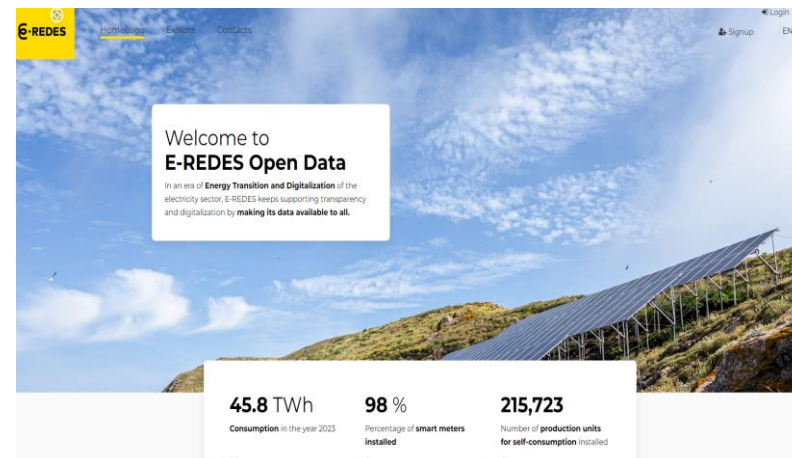 E-REDES
Homepage
Explore
Contacts
Login
Signup
EN
Welcome to
E-REDES Open Data
In an era of Energy Transition and Digitalization of the
electricity sector, E-REDES keeps supporting transparency
and digitalization by making its data available to all.
45.8 TWh
Consumption in the year 2023
98 %
Percentage of smart meters
installed
215,723
Number of production units
for self-consumption installed